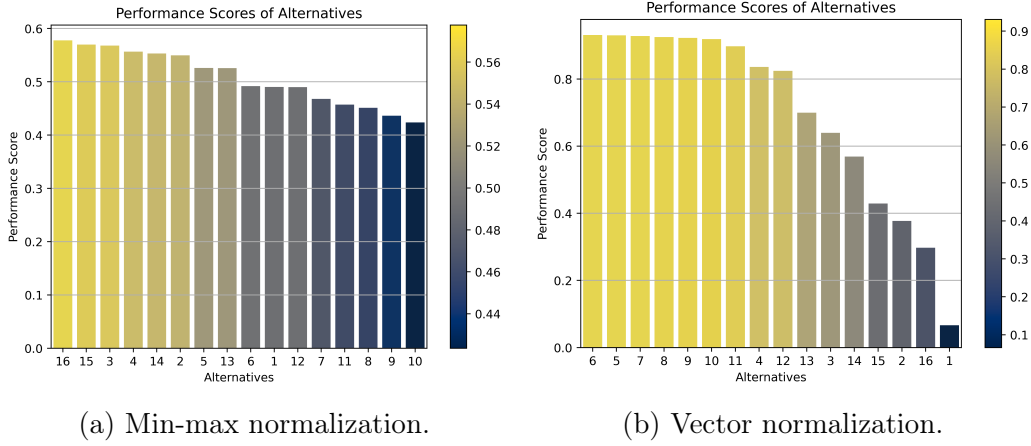 Performance Scores of Alternatives
0.6
0.5
0.4
0.3
0.2
0.1
0.0
Performance Score
16 15 3 4 14 2 5 13 6 1 12 7 11 8 9 10
Alternatives
0.56
0.54
0.52
0.50
0.48
0.46
0.44
(a) Min-max normalization.
Performance Scores of Alternatives
0.8
0.6
0.4
0.2
0.0
Performance Score
6 5 7 8 9 10 11 4 12 13 3 14 15 2 16 1
Alternatives
0.9
0.8
0.7
0.6
0.5
0.4
0.3
0.2
0.1
(b) Vector normalization.